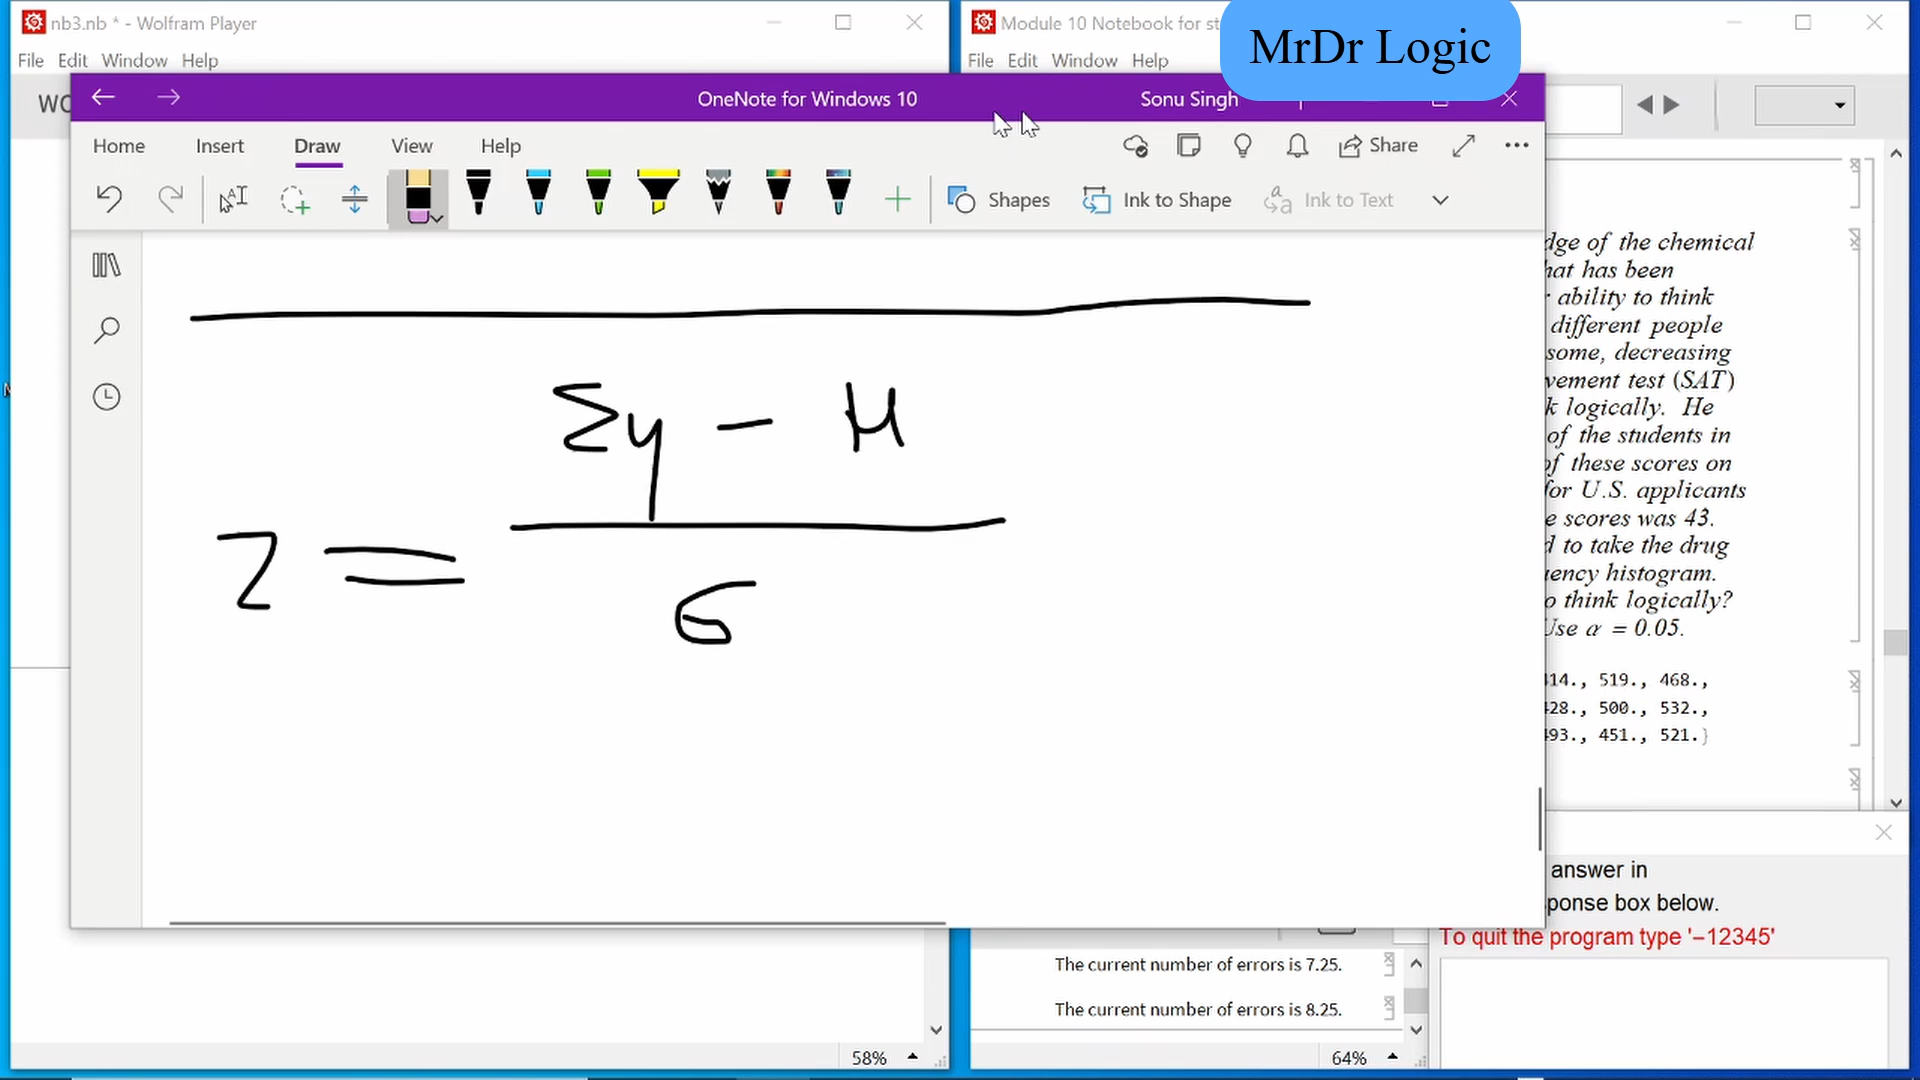 nb3.nb * - Wolfram Player
Module 10 Notebook for st
MrDr Logic
File Edit Window Help
File Edit Window Help
WO
OneNote for Windows 10
Sonu Singh
Home Insert Draw View Help
Share
Shapes Ink to Shape Ink to Text
dge of the chemical
hat has been
r ability to think
different people
some, decreasing
vement test (SAT)
k logically. He
of the students in
of these scores on
for U.S. applicants
e scores was 43.
d to take the drug
uency histogram.
o think logically?
Use α = 0.05.
414., 519., 468.,
428., 500., 532.,
493., 451., 521.}
Σy - μ
Z =
σ
answer in
sponse box below.
To quit the program type '-12345'
The current number of errors is 7.25.
The current number of errors is 8.25.
58%
64%